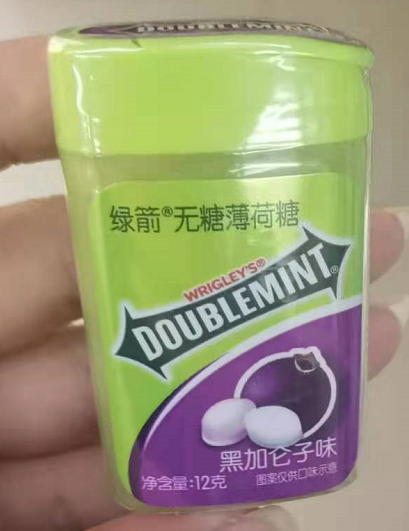 DOUBLEMINT
绿箭®无糖薄荷糖
WRIGLEY'S®
DOUBLEMINT®
黑加仑子味
净含量:12克
图案仅供口味示意